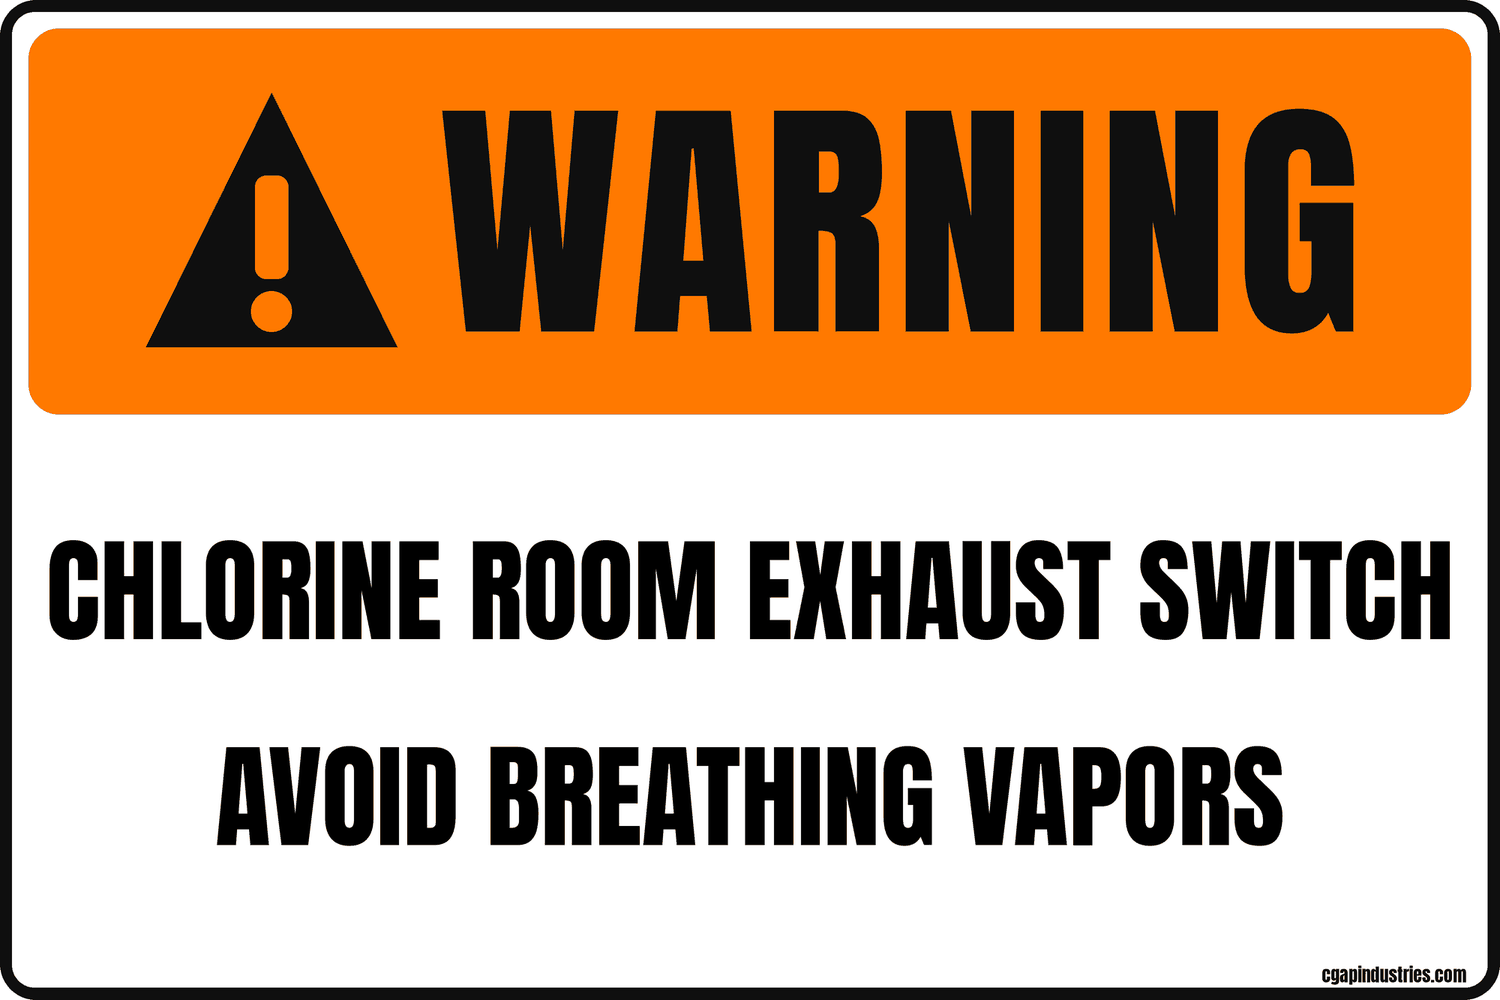 WARNING
CHLORINE ROOM EXHAUST SWITCH
AVOID BREATHING VAPORS
cgapindustries.com